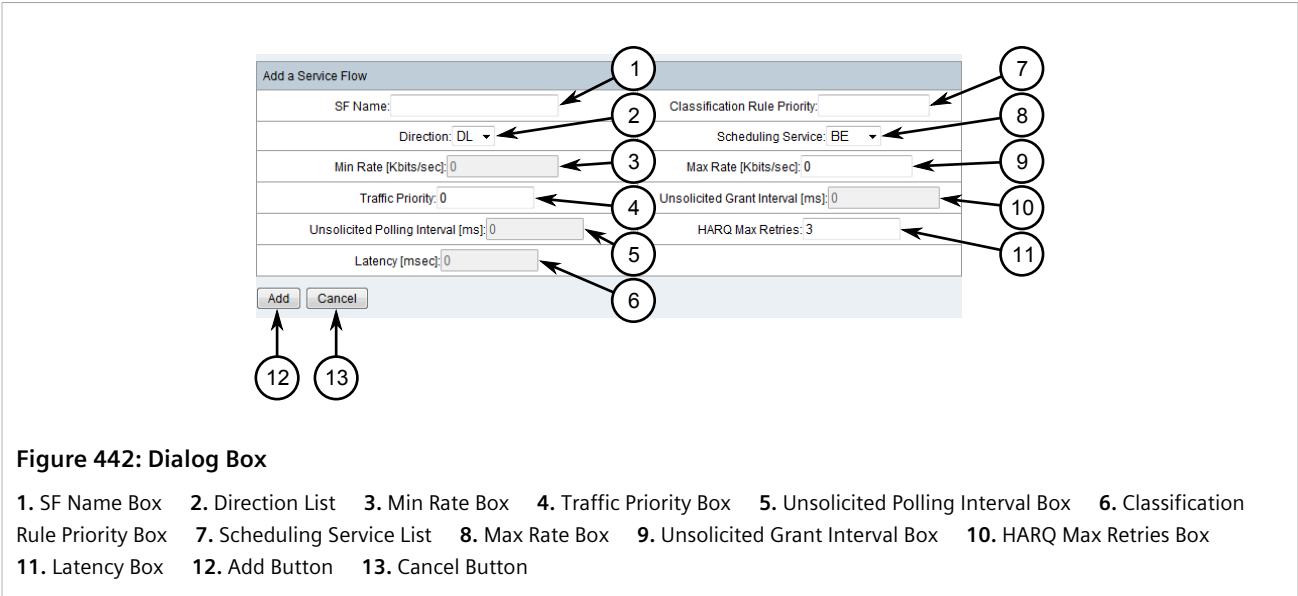 Add a Service Flow
1
7
SF Name:
Classification Rule Priority:
2
8
Direction: DL
Scheduling Service: BE
3
9
Min Rate [Kbits/sec]: 0
Max Rate [Kbits/sec]: 0
4
10
Traffic Priority: 0
Unsolicited Grant Interval [ms]: 0
5
11
Unsolicited Polling Interval [ms]: 0
HARQ Max Retries: 3
Latency [msec]: 0
6
Add
Cancel
12
13
Figure 442: Dialog Box
1. SF Name Box 2. Direction List 3. Min Rate Box 4. Traffic Priority Box 5. Unsolicited Polling Interval Box 6. Classification
Rule Priority Box 7. Scheduling Service List 8. Max Rate Box 9. Unsolicited Grant Interval Box 10. HARQ Max Retries Box
11. Latency Box 12. Add Button 13. Cancel Button